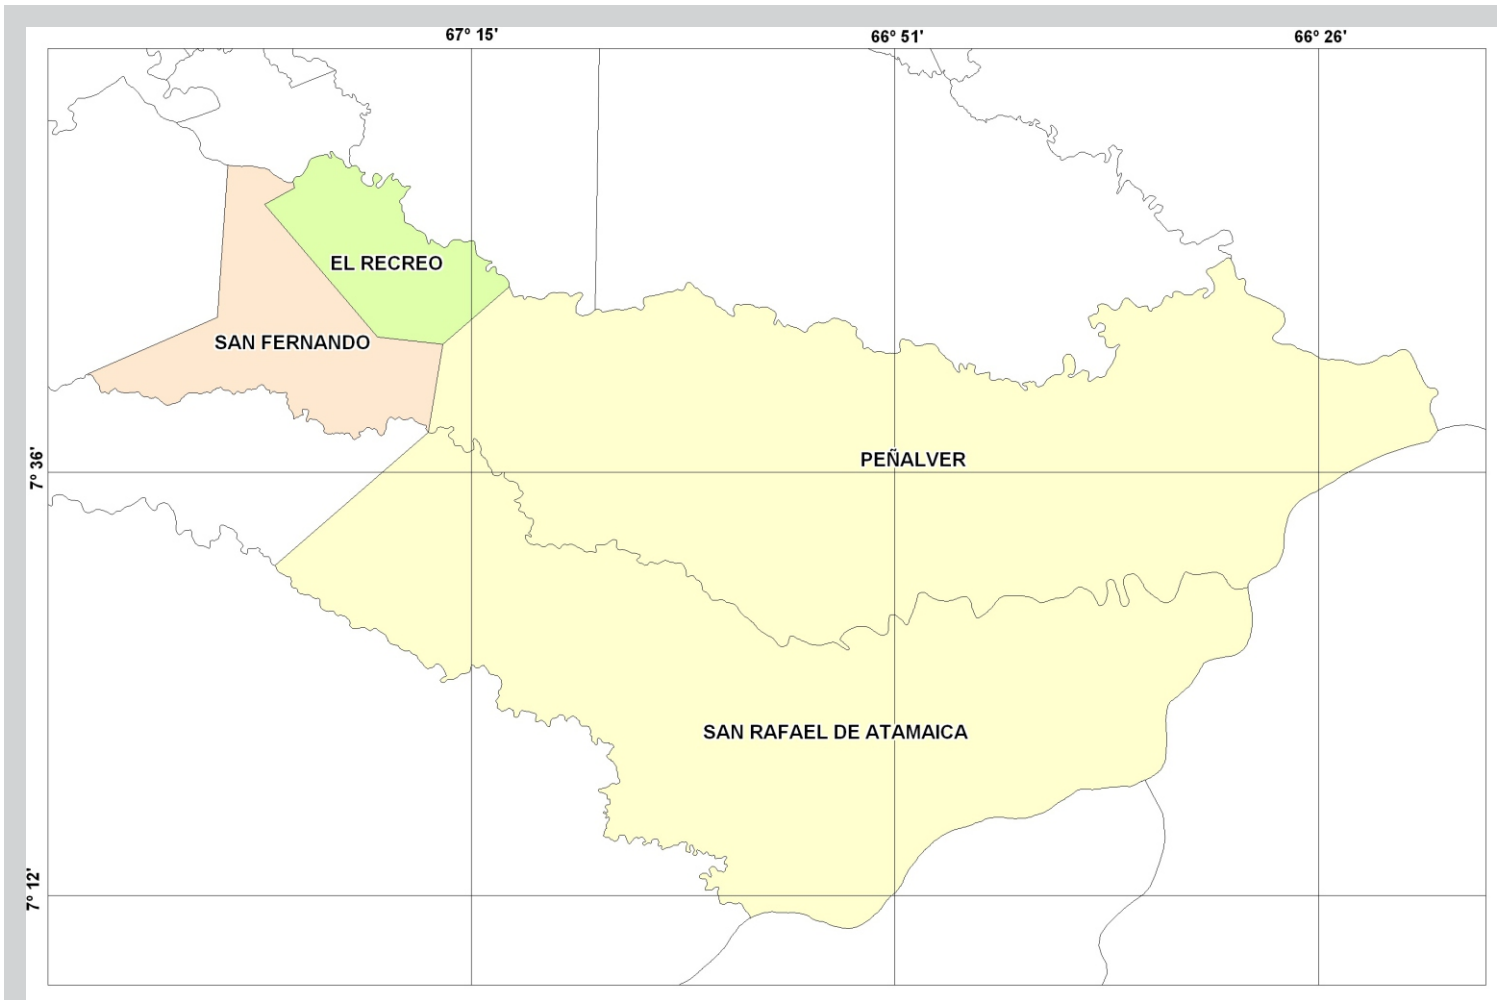 67° 15'
66° 51'
66° 26'
EL RECREO
SAN FERNANDO
PEÑALVER
7° 36'
SAN RAFAEL DE ATAMAICA
7° 12'